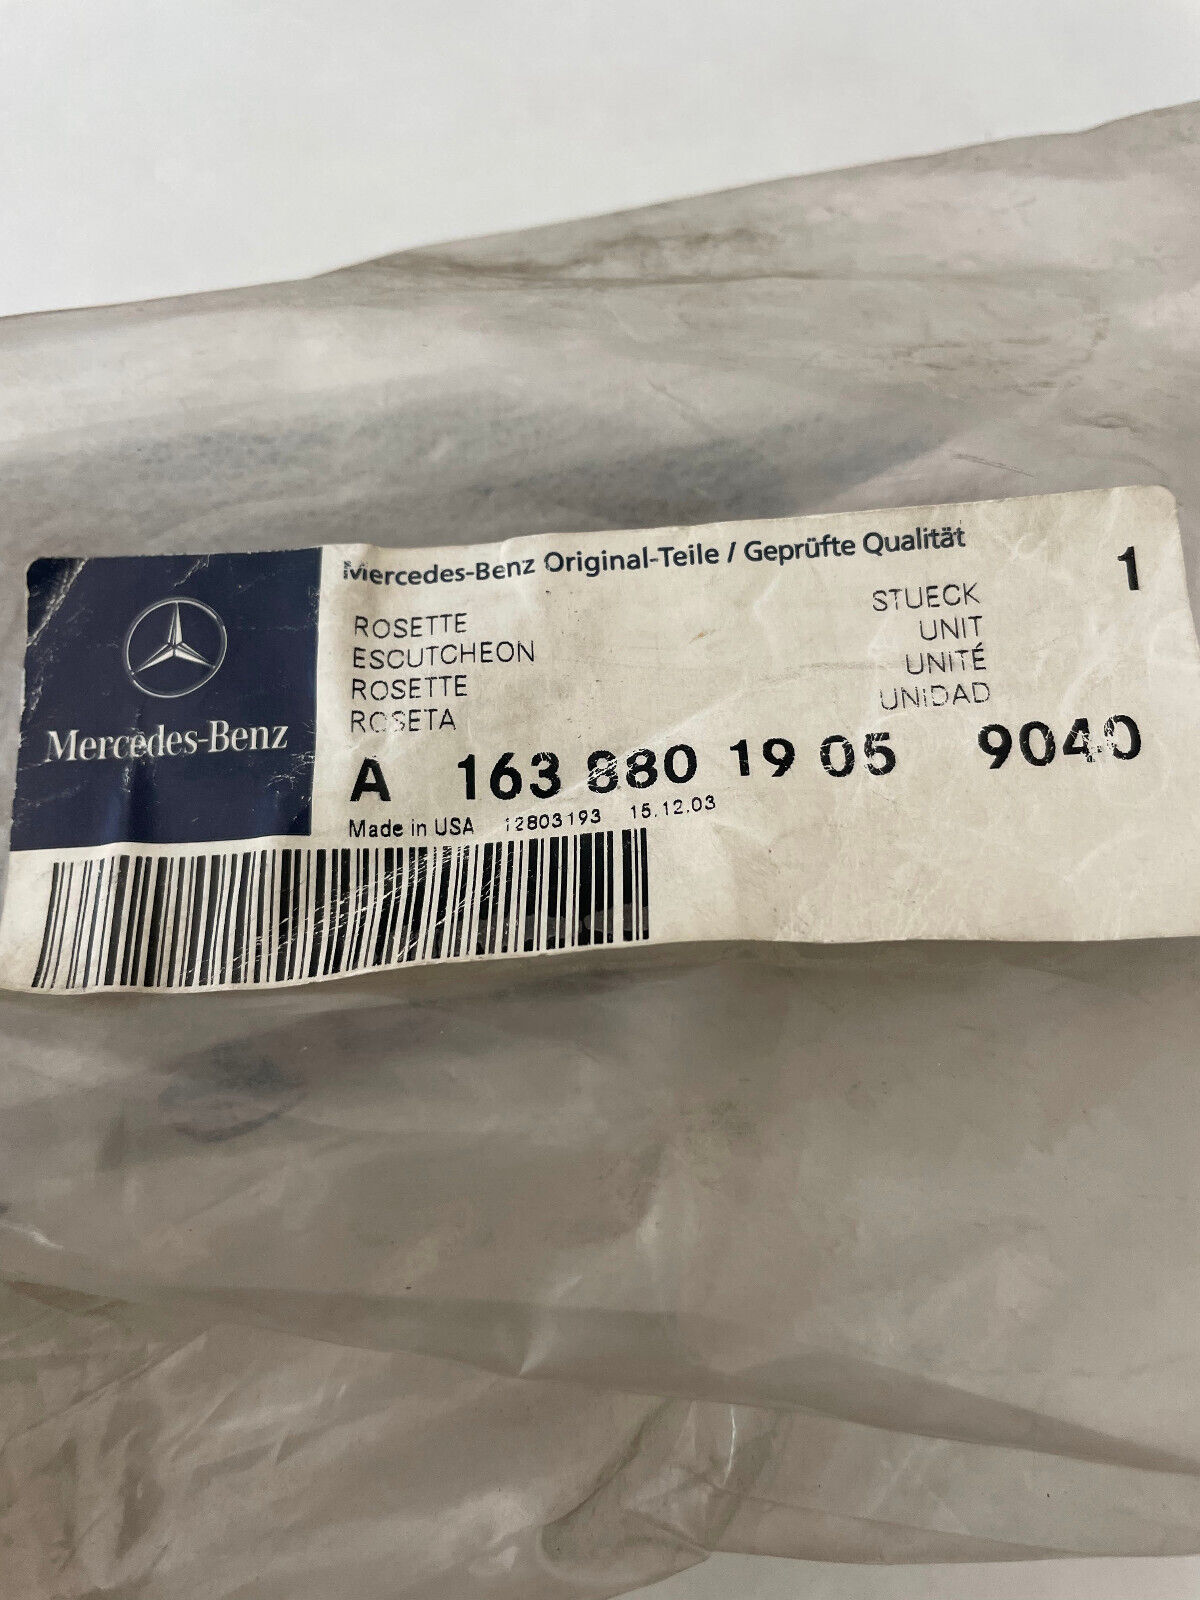 Mercedes-Benz
Mercedes-Benz Original-Teile / Geprüfte Qualität
1
ROSETTE STUECK
ESCUTCHEON UNIT
ROSETTE UNITÉ
ROSETA UNIDAD
A 163 880 19 05 9040
Made in USA 12803193 15.12.03